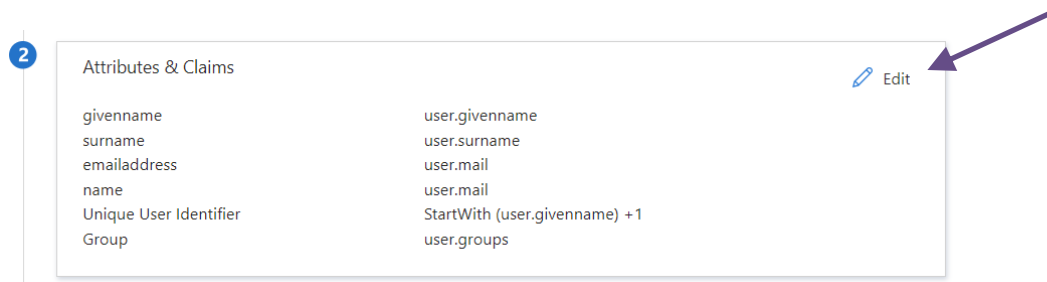 2
Attributes & Claims
Edit
givenname user.givenname
surname user.surname
emailaddress user.mail
name user.mail
Unique User Identifier StartWith (user.givenname) +1
Group user.groups